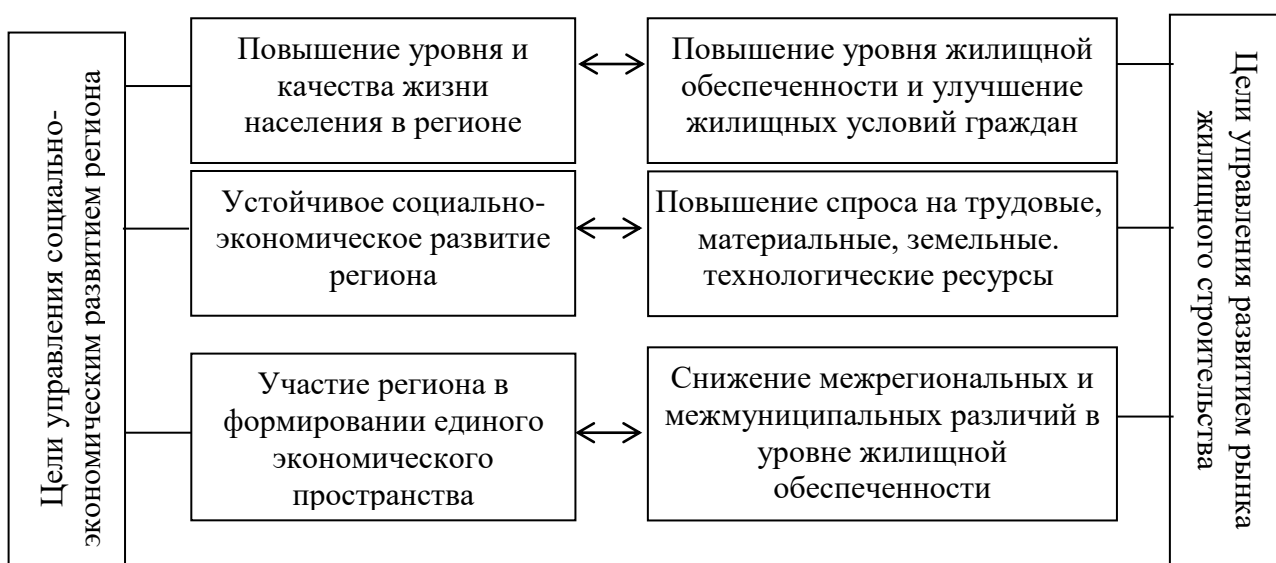 Цели управления социально-
экономическим развитием региона
Повышение уровня и
качества жизни
населения в регионе
Повышение уровня жилищной
обеспеченности и улучшение
жилищных условий граждан
Устойчивое социально-
экономическое развитие
региона
Повышение спроса на трудовые,
материальные, земельные.
технологические ресурсы
Участие региона в
формировании единого
экономического
пространства
Снижение межрегиональных и
межмуниципальных различий в
уровне жилищной
обеспеченности
Цели управления развитием рынка
жилищного строительства